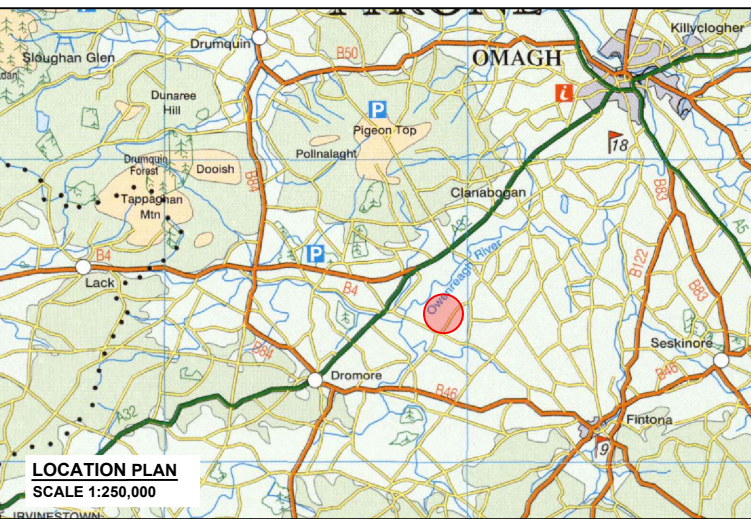 Killyclogher
Drumquin
Sloughan Glen
B50
OMAGH
i
Dunaree
Hill
P
Pigeon Top
Pollnalaght
18
Drumquin
Forest
Dooish
B84
Tappaghan
Mtn
Clanabogan
B83
A32
A5
P
Owenreagh River
B122
B4
Lack
B4
B83
Seskinore
B84
Dromore
B46
B46
A32
Fintona
9
LOCATION PLAN
SCALE 1:250,000
IRVINESTOWN